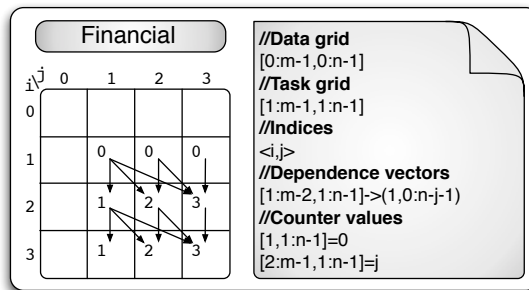 Financial
i\j 0 1 2 3
0
1 0 0 0
2 1 2 3
3 1 2 3
//Data grid
[0:m-1,0:n-1]
//Task grid
[1:m-1,1:n-1]
//Indices
<i,j>
//Dependence vectors
[1:m-2,1:n-1]->(1,0:n-j-1)
//Counter values
[1,1:n-1]=0
[2:m-1,1:n-1]=j